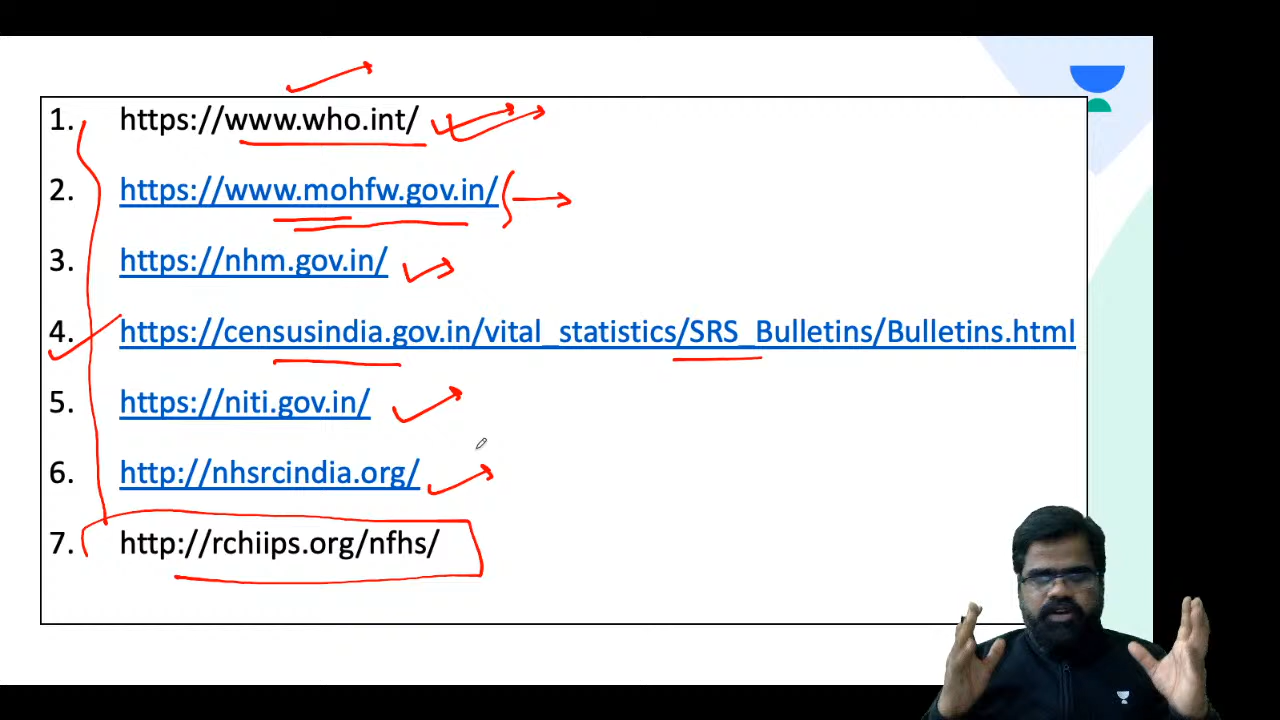 1. https://www.who.int/
2. https://www.mohfw.gov.in/
3. https://nhm.gov.in/
4. https://censusindia.gov.in/vital_statistics/SRS_Bulletins/Bulletins.html
5. https://niti.gov.in/
6. http://nhsrcindia.org/
7. http://rchiips.org/nfhs/